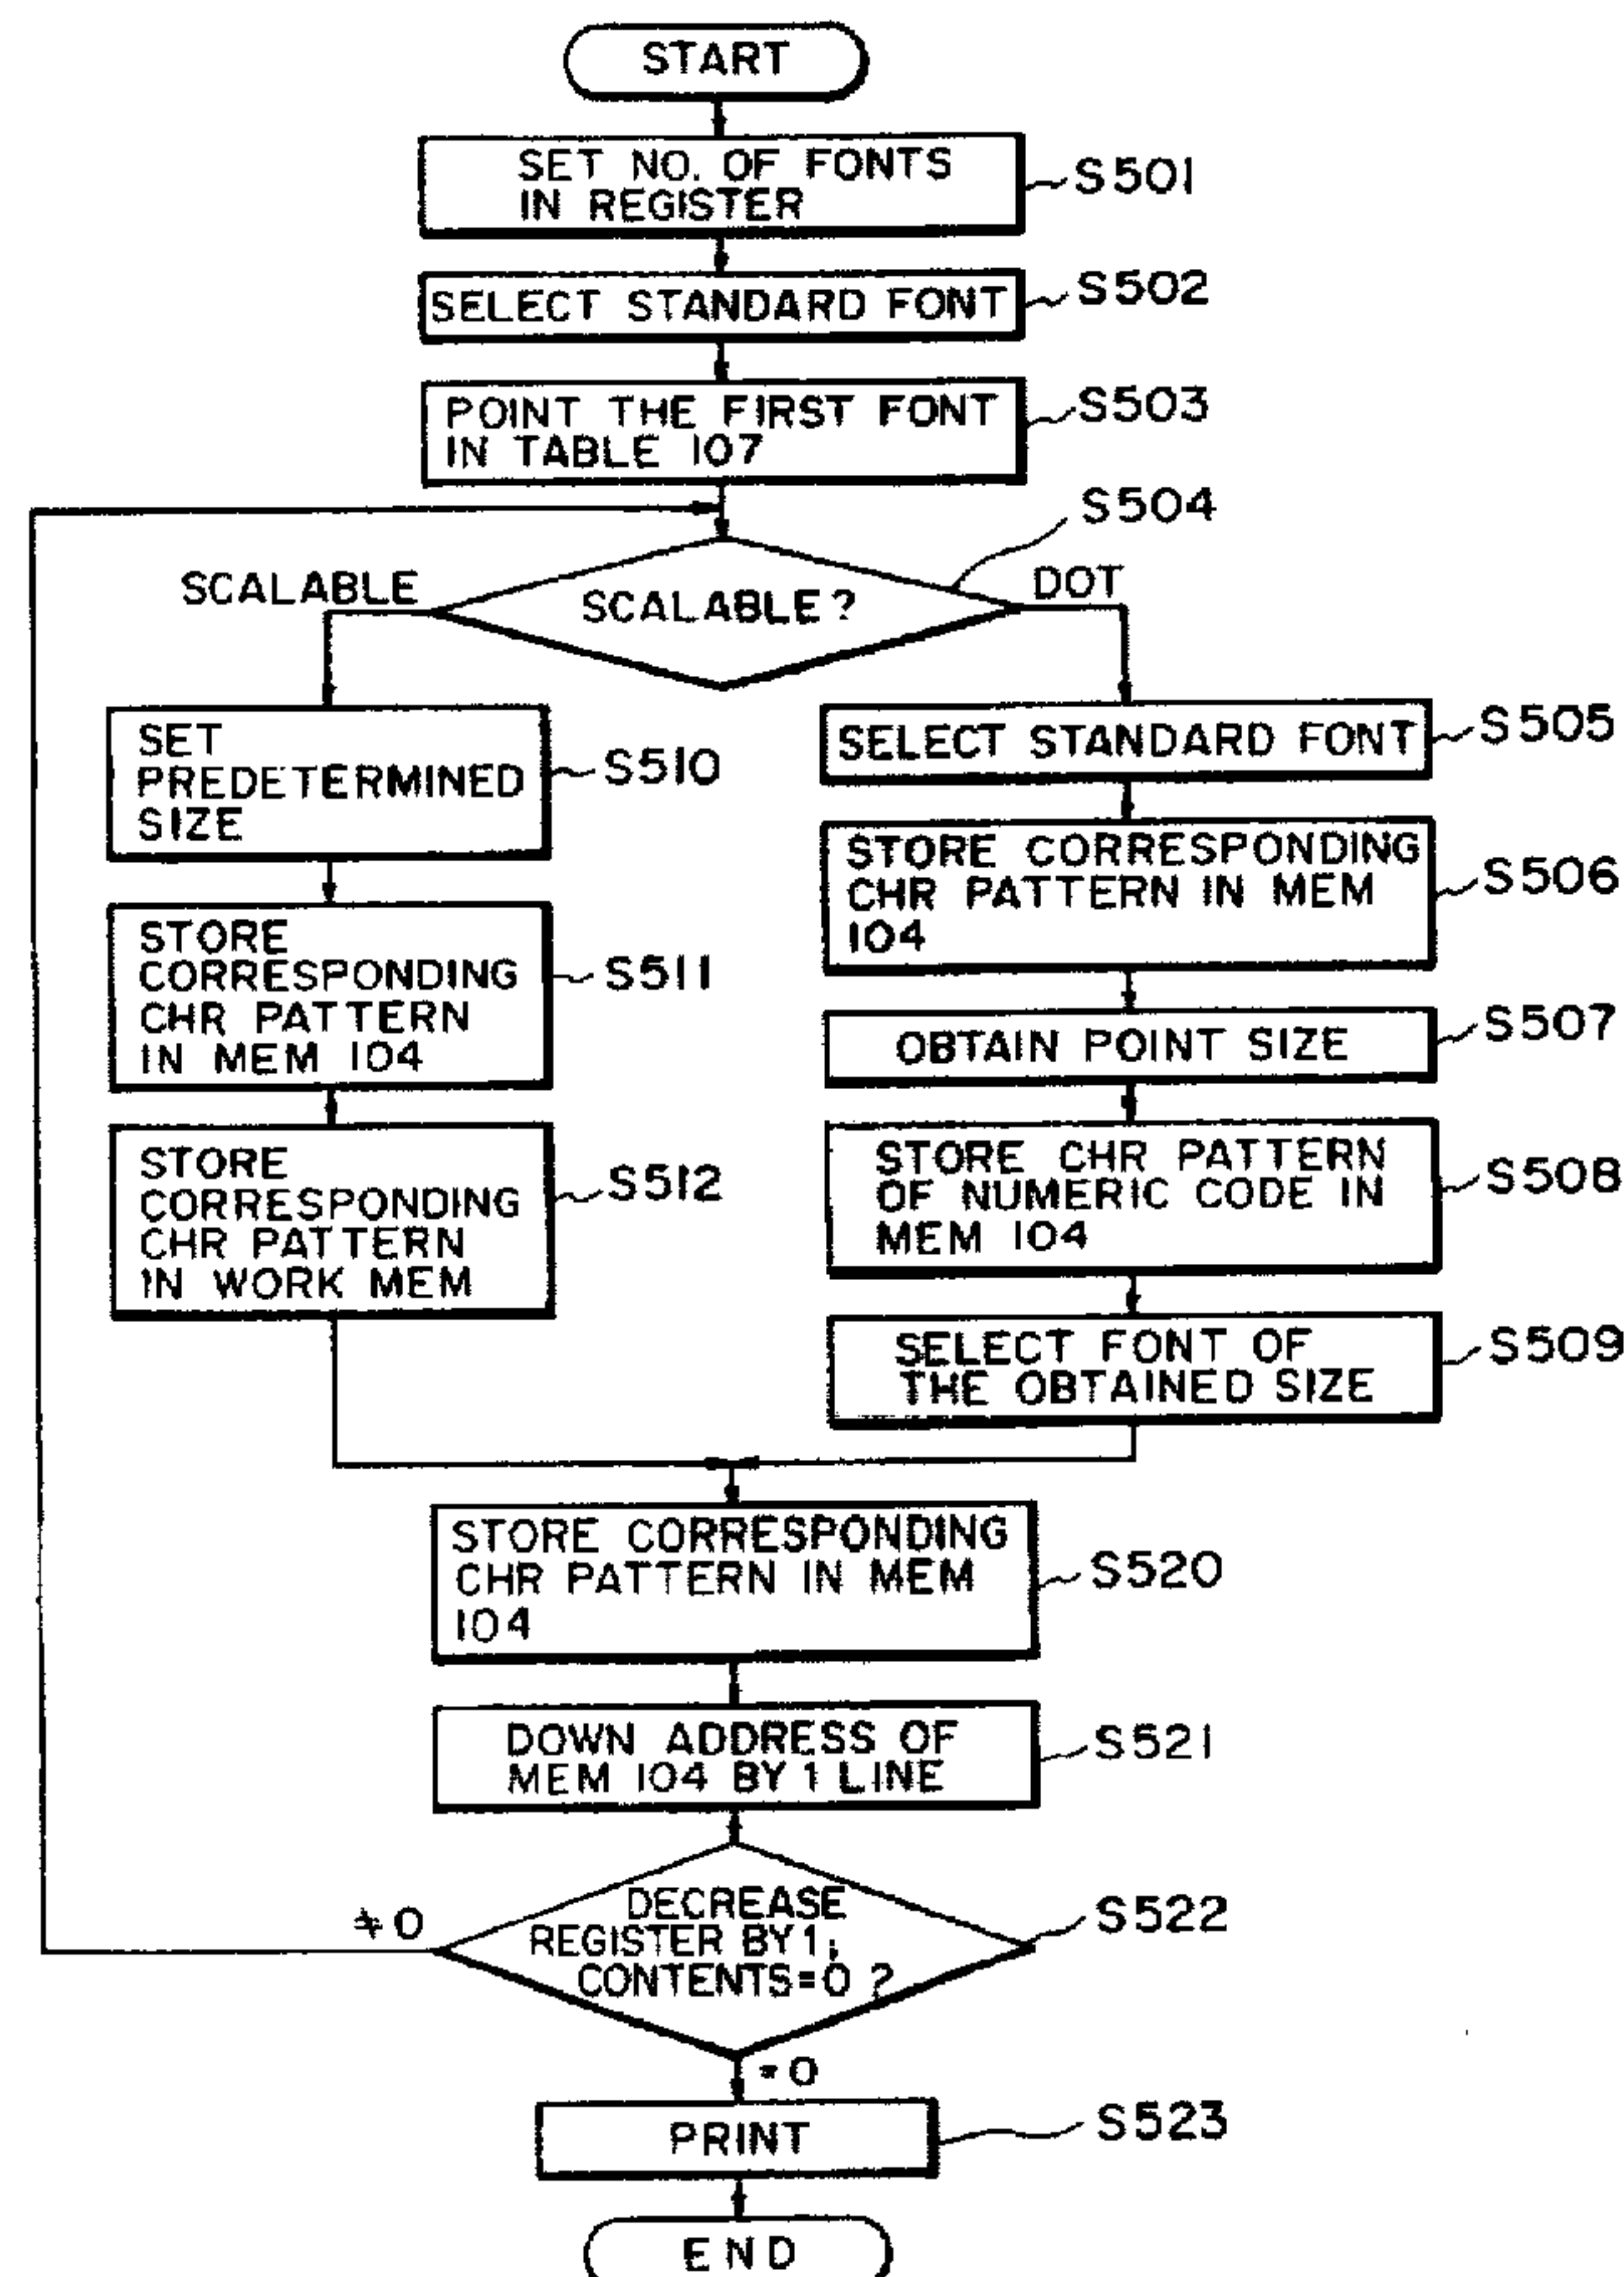 START
SET NO. OF FONTS
IN REGISTER
S501
SELECT STANDARD FONT
S502
POINT THE FIRST FONT
IN TABLE 107
S503
S504
SCALABLE
SCALABLE?
DOT
SET
PREDETERMINED
SIZE
S510
STORE
CORRESPONDING
CHR PATTERN
IN MEM 104
S511
STORE
CORRESPONDING
CHR PATTERN
IN WORK MEM
S512
SELECT STANDARD FONT
S505
STORE CORRESPONDING
CHR PATTERN IN MEM
104
S506
OBTAIN POINT SIZE
S507
STORE CHR PATTERN
OF NUMERIC CODE IN
MEM 104
S508
SELECT FONT OF
THE OBTAINED SIZE
S509
STORE CORRESPONDING
CHR PATTERN IN MEM
104
S520
DOWN ADDRESS OF
MEM 104 BY 1 LINE
S521
≠0
DECREASE
REGISTER BY 1;
CONTENTS=0 ?
S522
=0
PRINT
S523
END